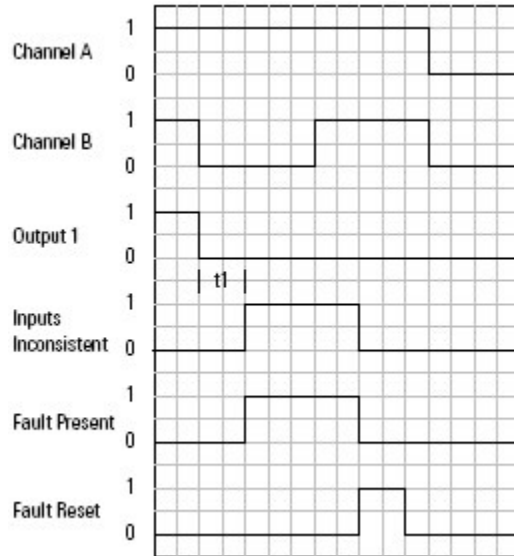 1
Channel A
0
1
Channel B
0
1
Output 1
0
t1
1
Inputs
Inconsistent 0
1
Fault Present
0
1
Fault Reset
0